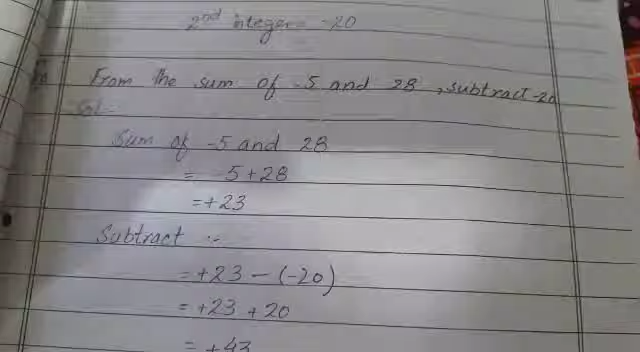 2nd integer = -20
From the sum of -5 and 28, subtract -20
Sol:-
Sum of -5 and 28
= -5+28
=+23
Subtract :-
=+23-(-20)
=+23+20
=+43